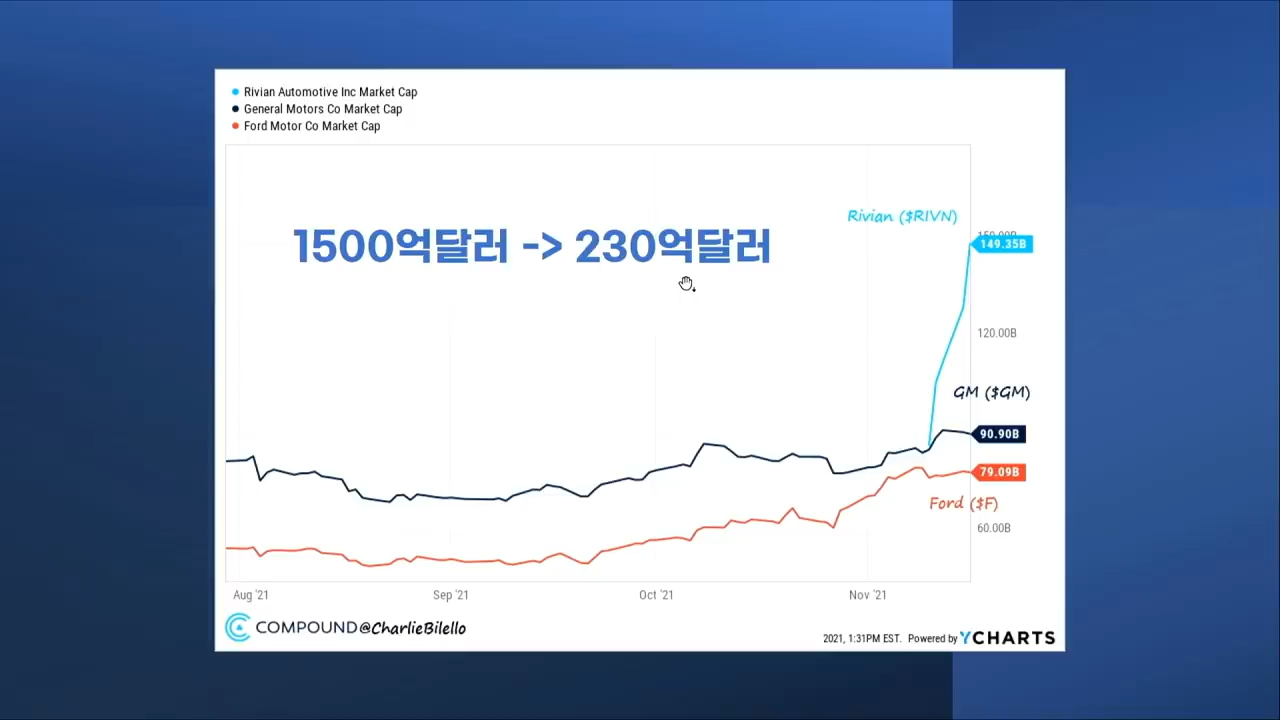 Rivian Automotive Inc Market Cap
General Motors Co Market Cap
Ford Motor Co Market Cap
1500억달러 -> 230억달러
Rivian ($RIVN)
150.00B
149.35B
120.00B
GM ($GM)
90.90B
79.09B
Ford ($F)
60.00B
Aug '21 Sep '21 Oct '21 Nov '21
COMPOUND @CharlieBilello
2021, 1:31PM EST. Powered by YCHARTS